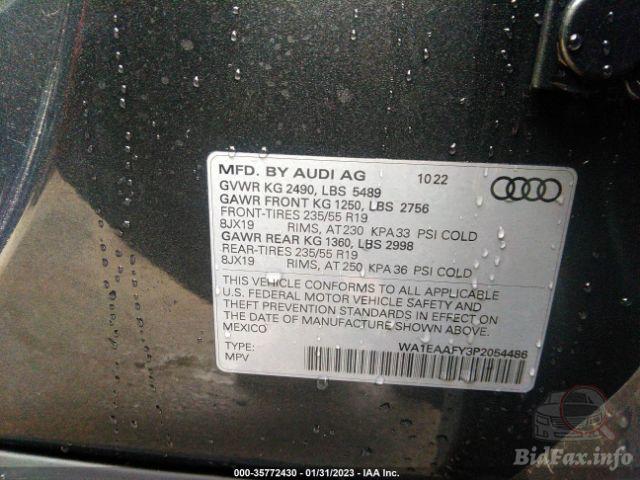 MFD. BY AUDI AG 10 22
GVWR KG 2490, LBS 5489
GAWR FRONT KG 1250, LBS 2756
FRONT-TIRES 235/55 R19
8JX19 RIMS, AT 230 KPA 33 PSI COLD
GAWR REAR KG 1360, LBS 2998
REAR-TIRES 235/55 R19
8JX19 RIMS, AT 250 KPA 36 PSI COLD
THIS VEHICLE CONFORMS TO ALL APPLICABLE
U.S. FEDERAL MOTOR VEHICLE SAFETY AND
THEFT PREVENTION STANDARDS IN EFFECT ON
THE DATE OF MANUFACTURE SHOWN ABOVE.
MEXICO
TYPE: WA1EAAFY3P2054486
MPV
BidFax.info
000-35772430 - 01/31/2023 - IAA Inc.